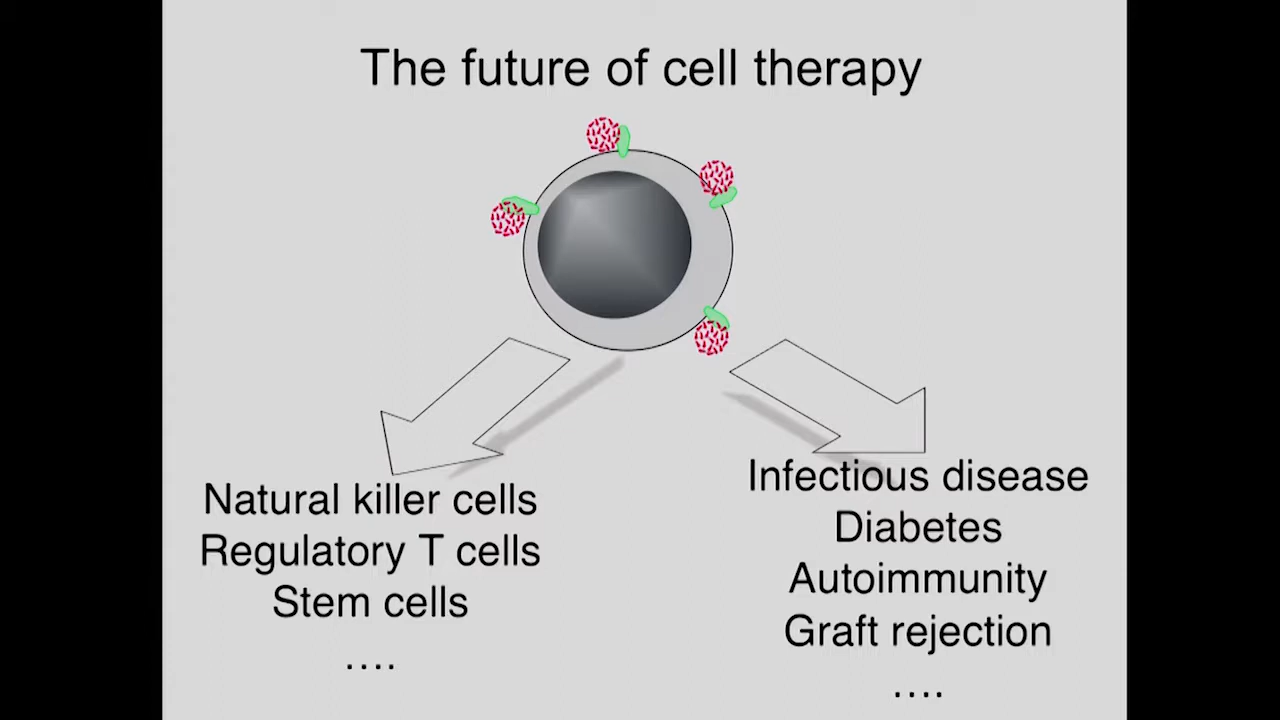 The future of cell therapy
Natural killer cells
Regulatory T cells
Stem cells
....
Infectious disease
Diabetes
Autoimmunity
Graft rejection
....